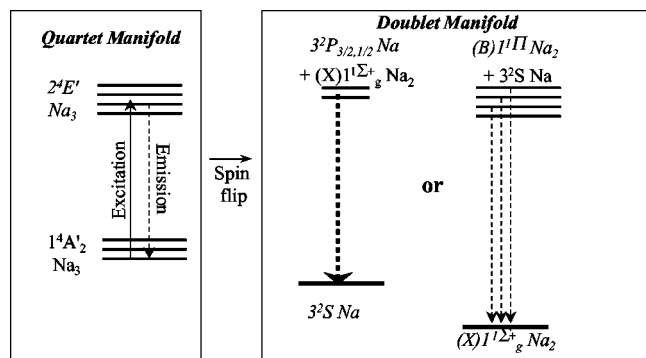 Quartet Manifold
2⁴E'
Na₃
Excitation
Emission
1⁴A'₂
Na₃
Spin
flip
Doublet Manifold
3²P₃/₂,₁/₂ Na
+ (X)1¹Σ⁺g Na₂
or
3²S Na
(B)1¹Π Na₂
+ 3²S Na
(X)1¹Σ⁺g Na₂